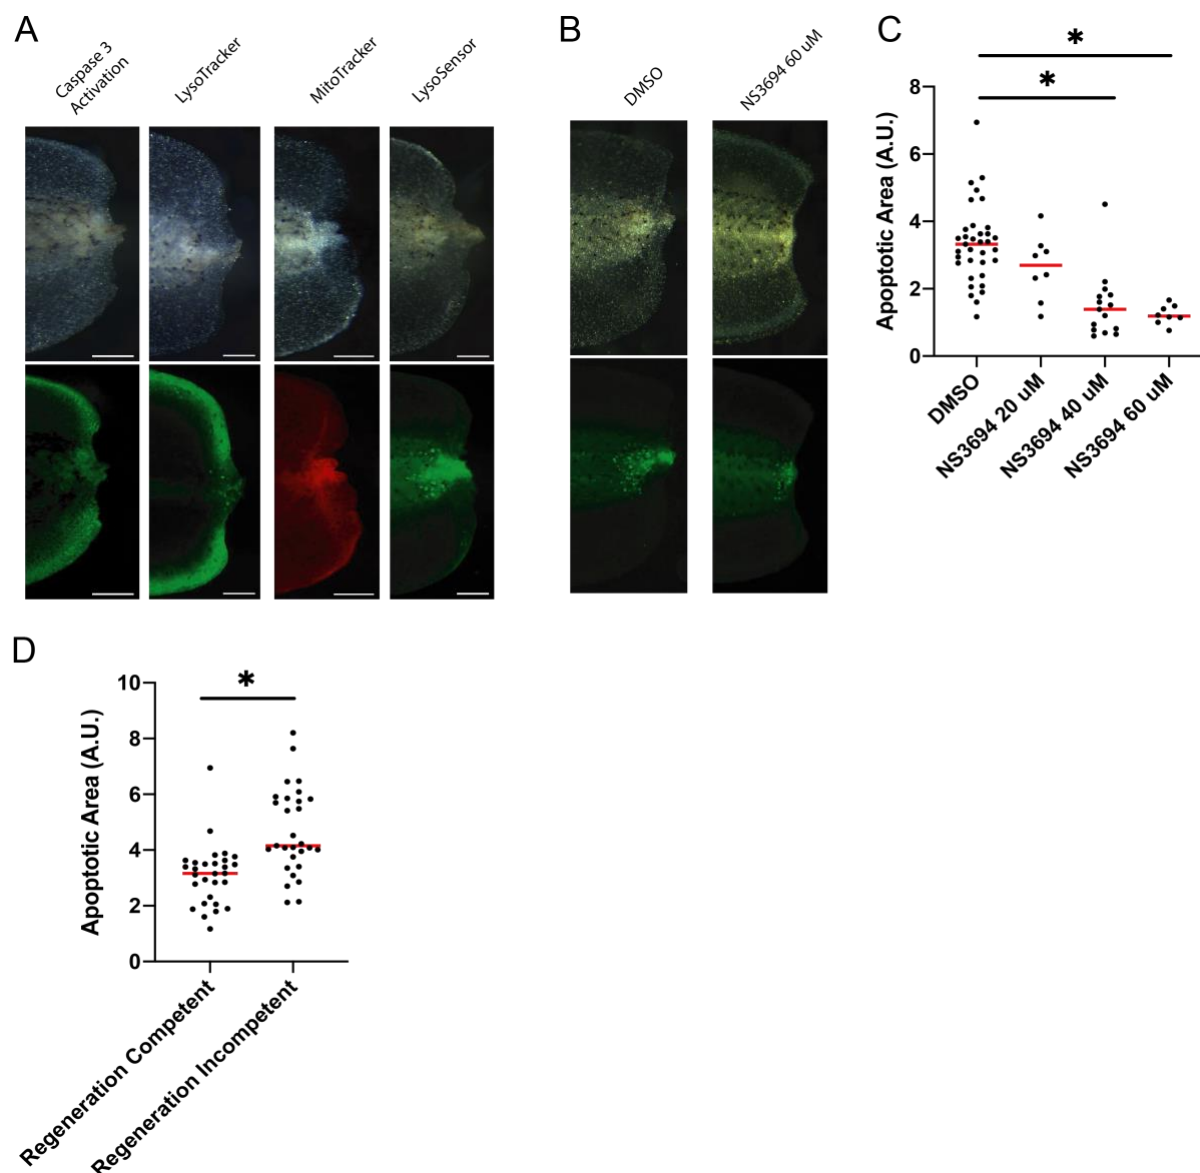 A
Caspase 3
Activation
LysoTracker
MitoTracker
LysoSensor
B
DMSO
NS3694 60 uM
C
*
*
Apoptotic Area (A.U.)
8
6
4
2
0
DMSO
NS3694 20 uM
NS3694 40 uM
NS3694 60 uM
D
*
Apoptotic Area (A.U.)
10
8
6
4
2
0
Regeneration Competent
Regeneration Incompetent